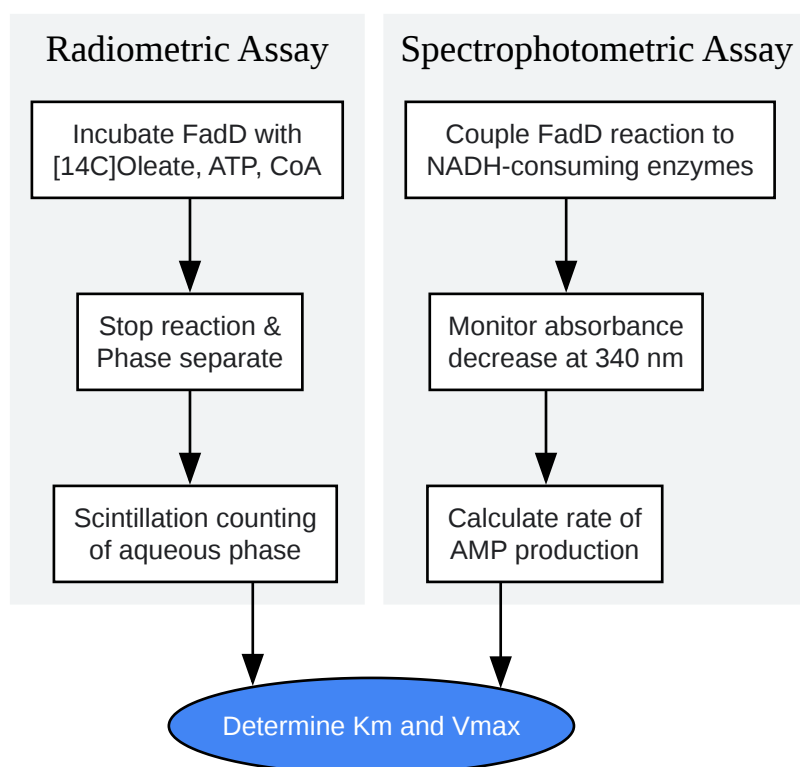 Radiometric Assay
Incubate FadD with
[14C]Oleate, ATP, CoA
Stop reaction &
Phase separate
Scintillation counting
of aqueous phase
Spectrophotometric Assay
Couple FadD reaction to
NADH-consuming enzymes
Monitor absorbance
decrease at 340 nm
Calculate rate of
AMP production
Determine Km and Vmax